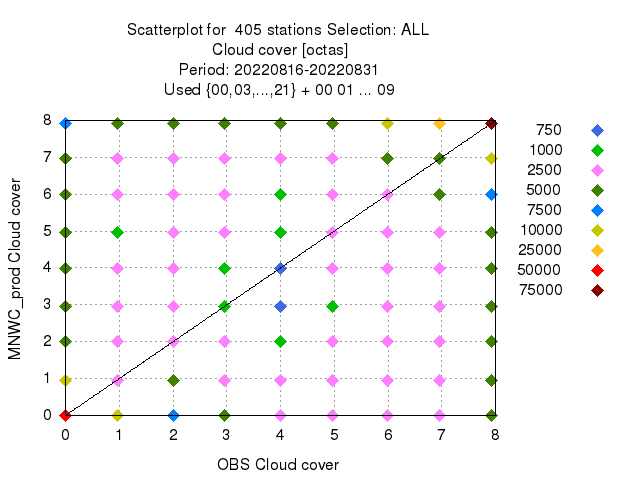 Scatterplot for  405 stations Selection: ALL
Cloud cover [octas]
Period: 20220816-20220831
Used {00,03,...,21} + 00 01 ... 09
8
7
6
5
4
3
2
1
0
MNWC_prod Cloud cover
0 1 2 3 4 5 6 7 8
OBS Cloud cover
750
1000
2500
5000
7500
10000
25000
50000
75000